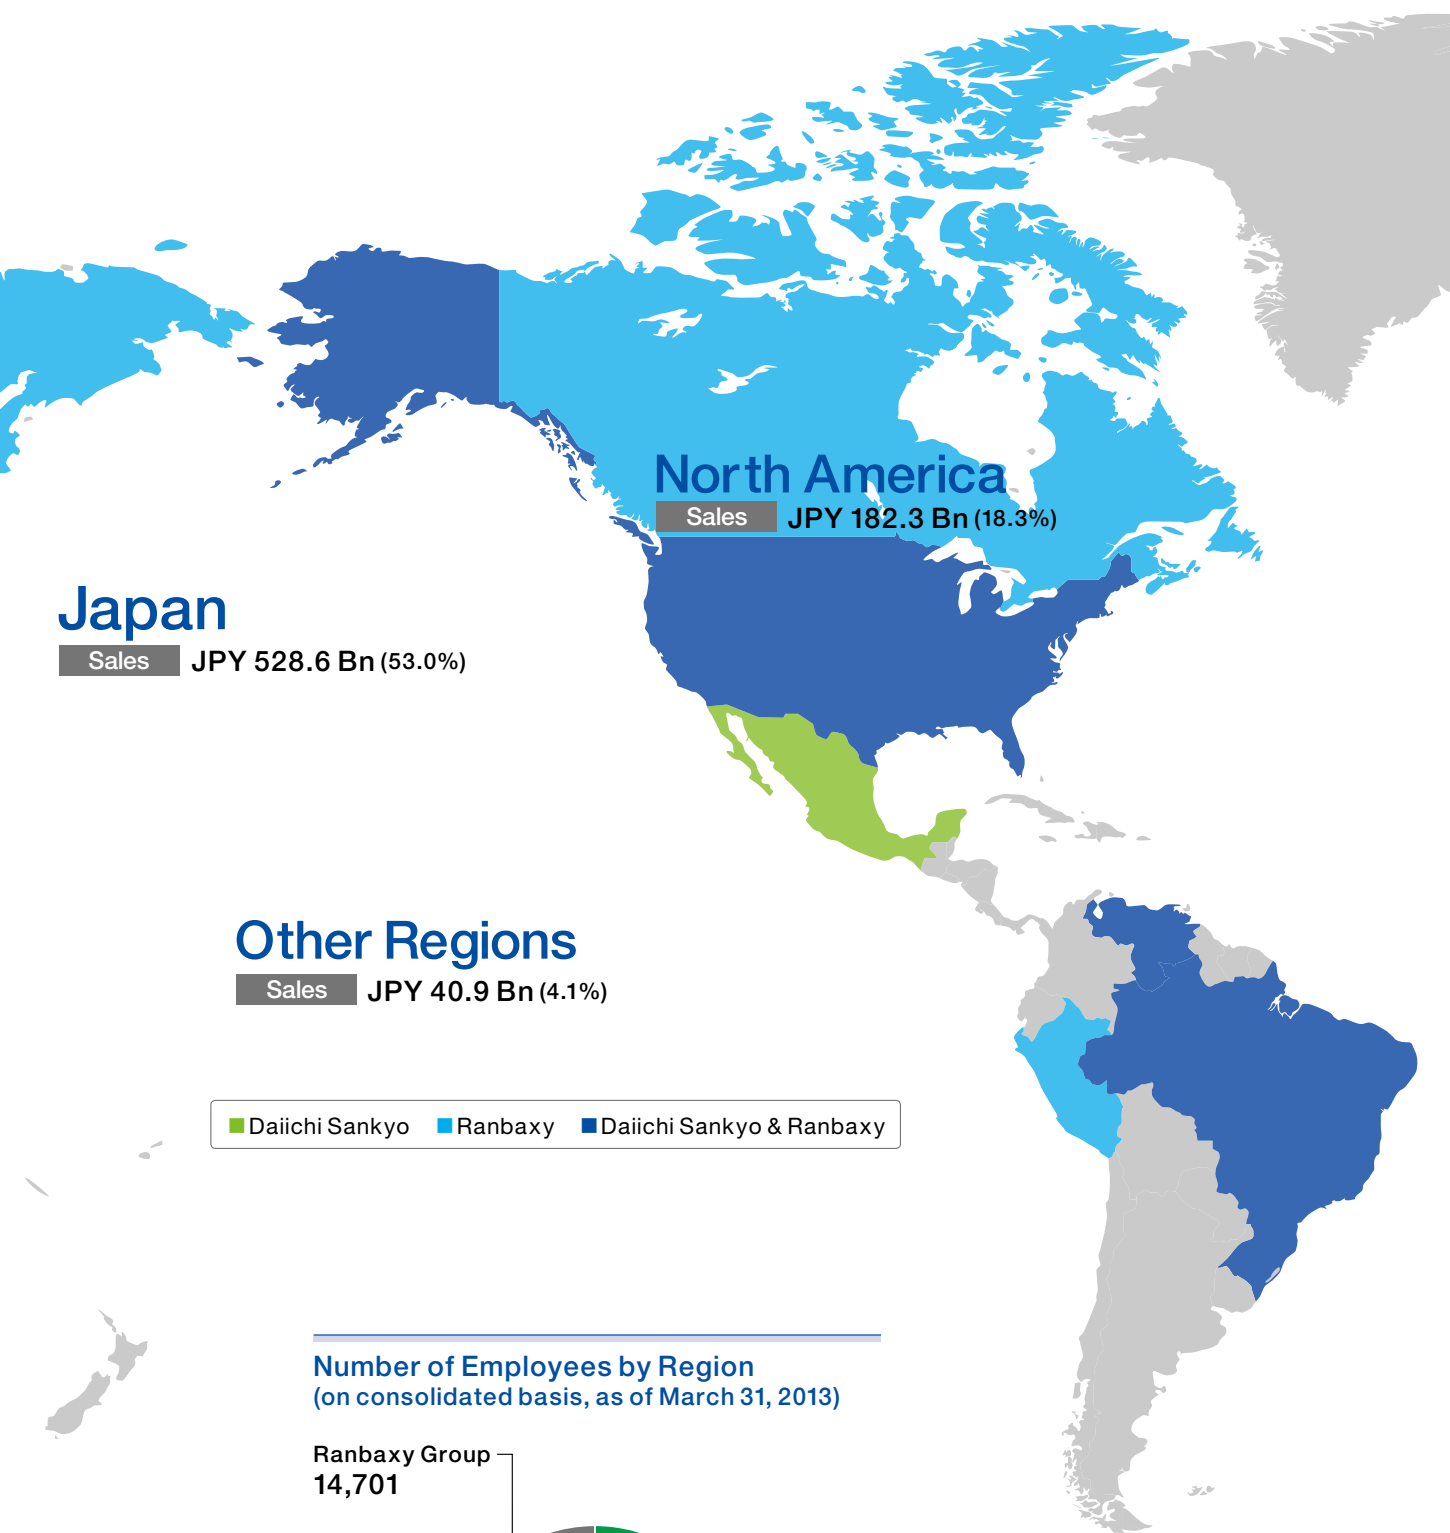 North America
Sales JPY 182.3 Bn (18.3%)
Japan
Sales JPY 528.6 Bn (53.0%)
Other Regions
Sales JPY 40.9 Bn (4.1%)
Daiichi Sankyo Ranbaxy Daiichi Sankyo & Ranbaxy
Number of Employees by Region
(on consolidated basis, as of March 31, 2013)
Ranbaxy Group
14,701